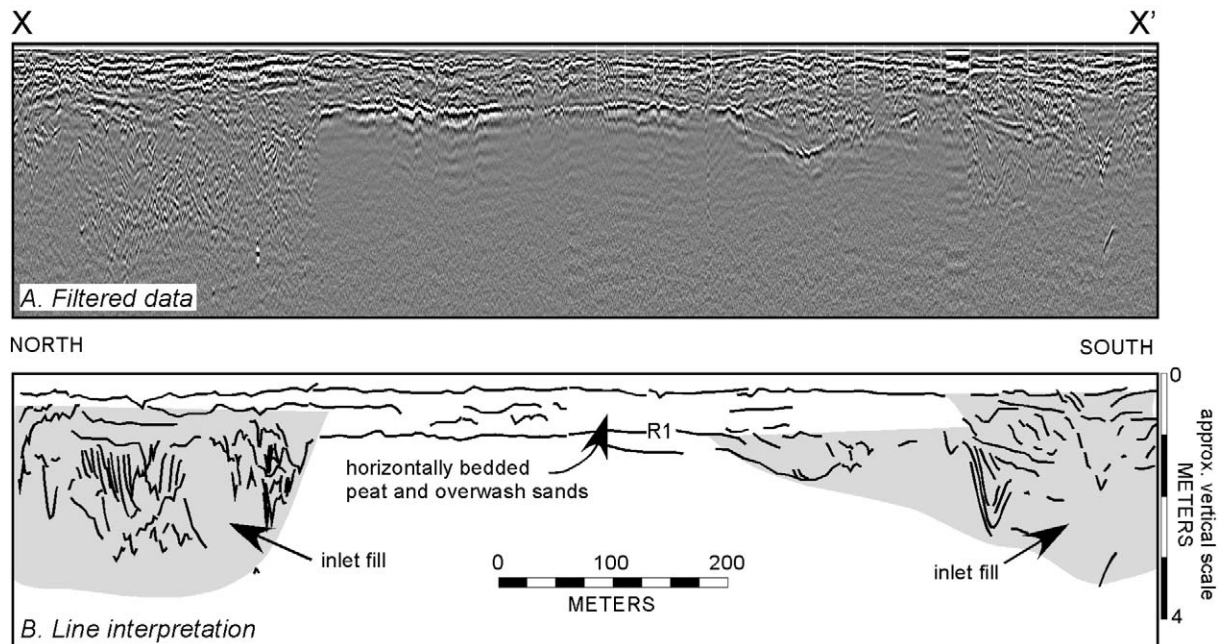 X X'
A. Filtered data
NORTH SOUTH
0
R1
horizontally bedded
peat and overwash sands
inlet fill
inlet fill
0 100 200
METERS
approx. vertical scale
METERS
4
B. Line interpretation